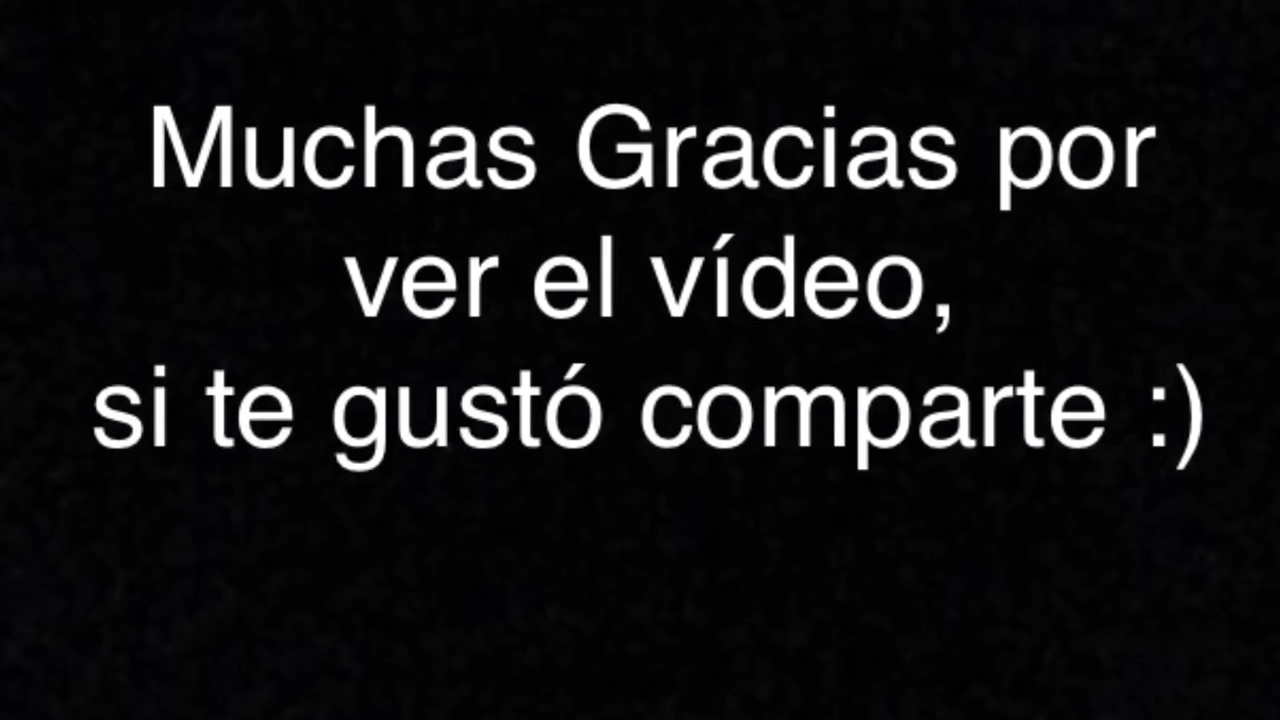 Muchas Gracias por
ver el vídeo,
si te gustó comparte :)